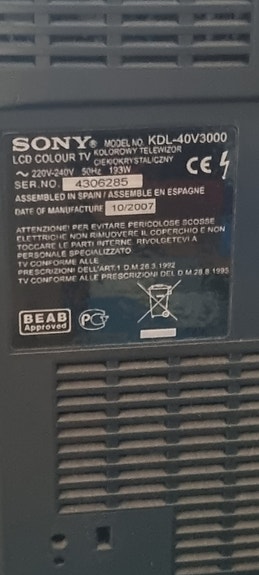 SONY® MODEL NO. KDL-40V3000
LCD COLOUR TV KOLOROWY TELEWIZOR
CIEKŁOKRYSTALICZNY
~ 220V-240V 50Hz 193W
SER.NO. 4306285
ASSEMBLED IN SPAIN / ASSEMBLE EN ESPAGNE
DATE OF MANUFACTURE 10/2007
CE
ATTENZIONE! PER EVITARE PERICOLOSE SCOSSE
ELETTRICHE NON RIMUOVERE IL COPERCHIO E NON
TOCCARE LE PARTI INTERNE. RIVOLGETEVI A
PERSONALE SPECIALIZZATO.
TV CONFORME ALLE
PRESCRIZIONI DELL'ART.1 D.M 26.3.1992
TV CONFORME ALLE PRESCRIZIONI DEL D.M 28.8.1995
BEAB
Approved